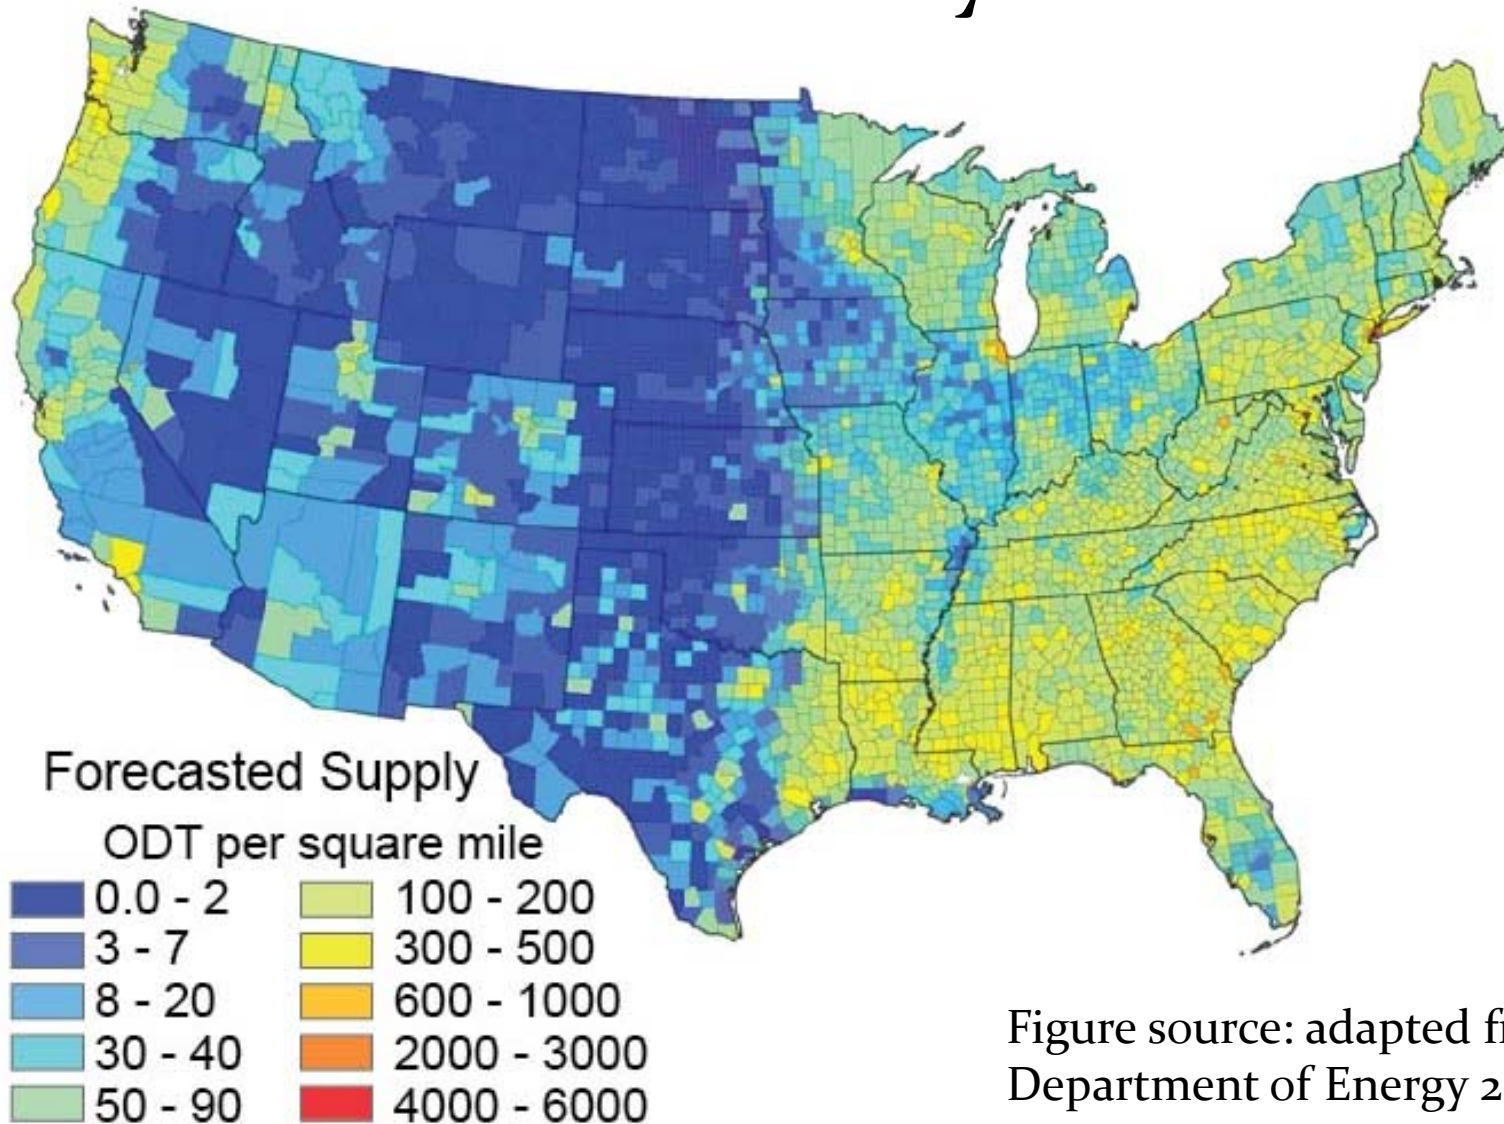 Forecasted Supply
ODT per square mile
0.0 - 2
3 - 7
8 - 20
30 - 40
50 - 90
100 - 200
300 - 500
600 - 1000
2000 - 3000
4000 - 6000
Figure source: adapted
Department of Energy